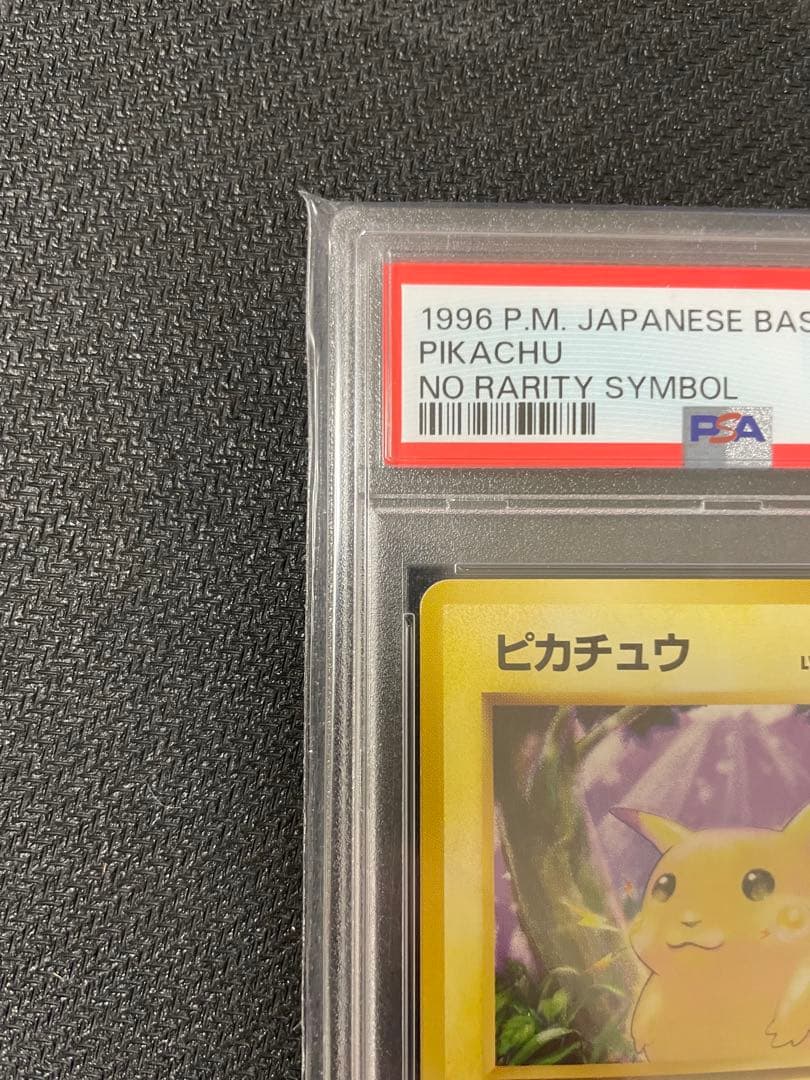 1996 P.M. JAPANESE BAS
PIKACHU
NO RARITY SYMBOL
PSA
ピカチュウ